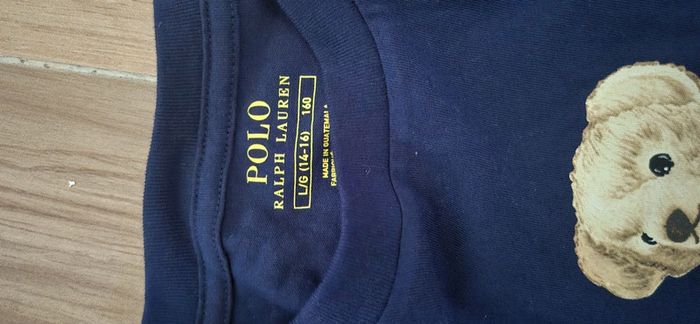 POLO
RALPH LAUREN
L/G (14-16) 160
MADE IN GUATEMALA